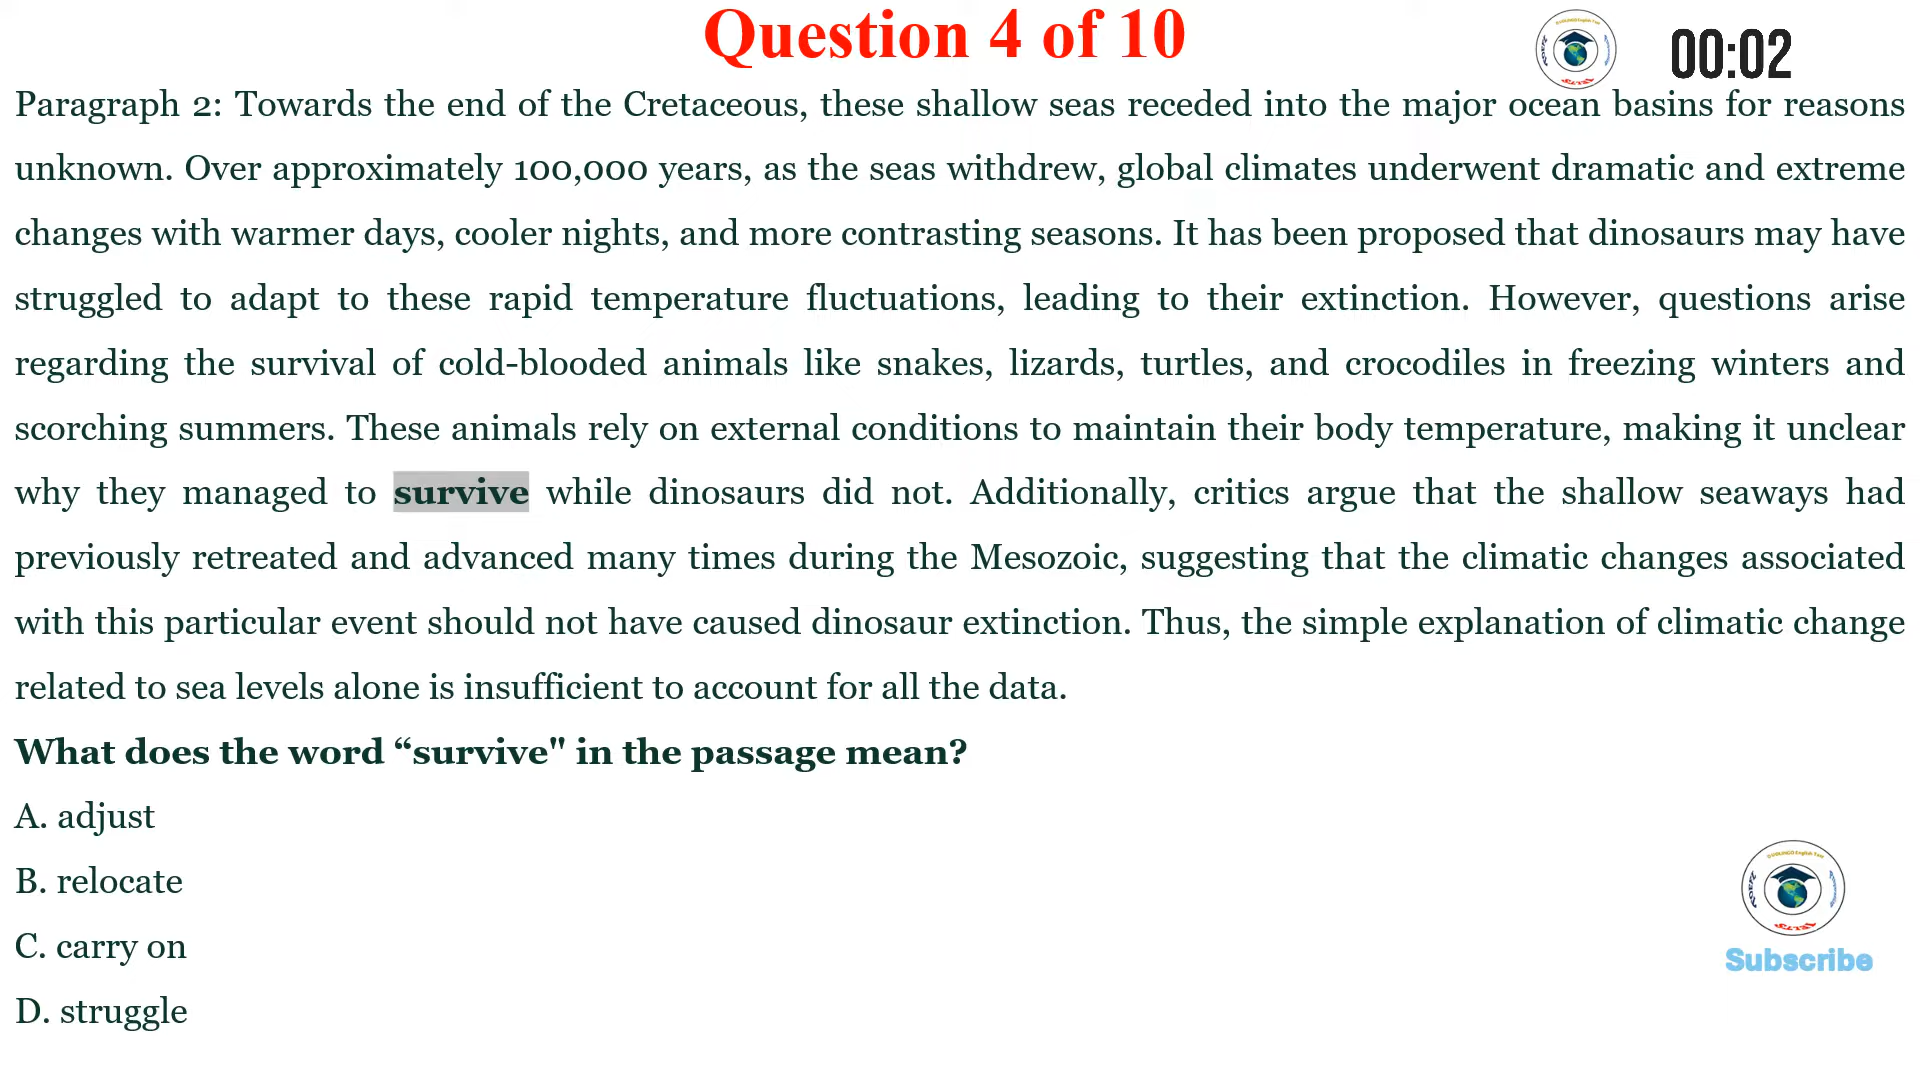 Question 4 of 10
00:02
Paragraph 2: Towards the end of the Cretaceous, these shallow seas receded into the major ocean basins for reasons
unknown. Over approximately 100,000 years, as the seas withdrew, global climates underwent dramatic and extreme
changes with warmer days, cooler nights, and more contrasting seasons. It has been proposed that dinosaurs may have
struggled to adapt to these rapid temperature fluctuations, leading to their extinction. However, questions arise
regarding the survival of cold-blooded animals like snakes, lizards, turtles, and crocodiles in freezing winters and
scorching summers. These animals rely on external conditions to maintain their body temperature, making it unclear
why they managed to survive while dinosaurs did not. Additionally, critics argue that the shallow seaways had
previously retreated and advanced many times during the Mesozoic, suggesting that the climatic changes associated
with this particular event should not have caused dinosaur extinction. Thus, the simple explanation of climatic change
related to sea levels alone is insufficient to account for all the data.
What does the word “survive" in the passage mean?
A. adjust
B. relocate
C. carry on
D. struggle
Subscribe